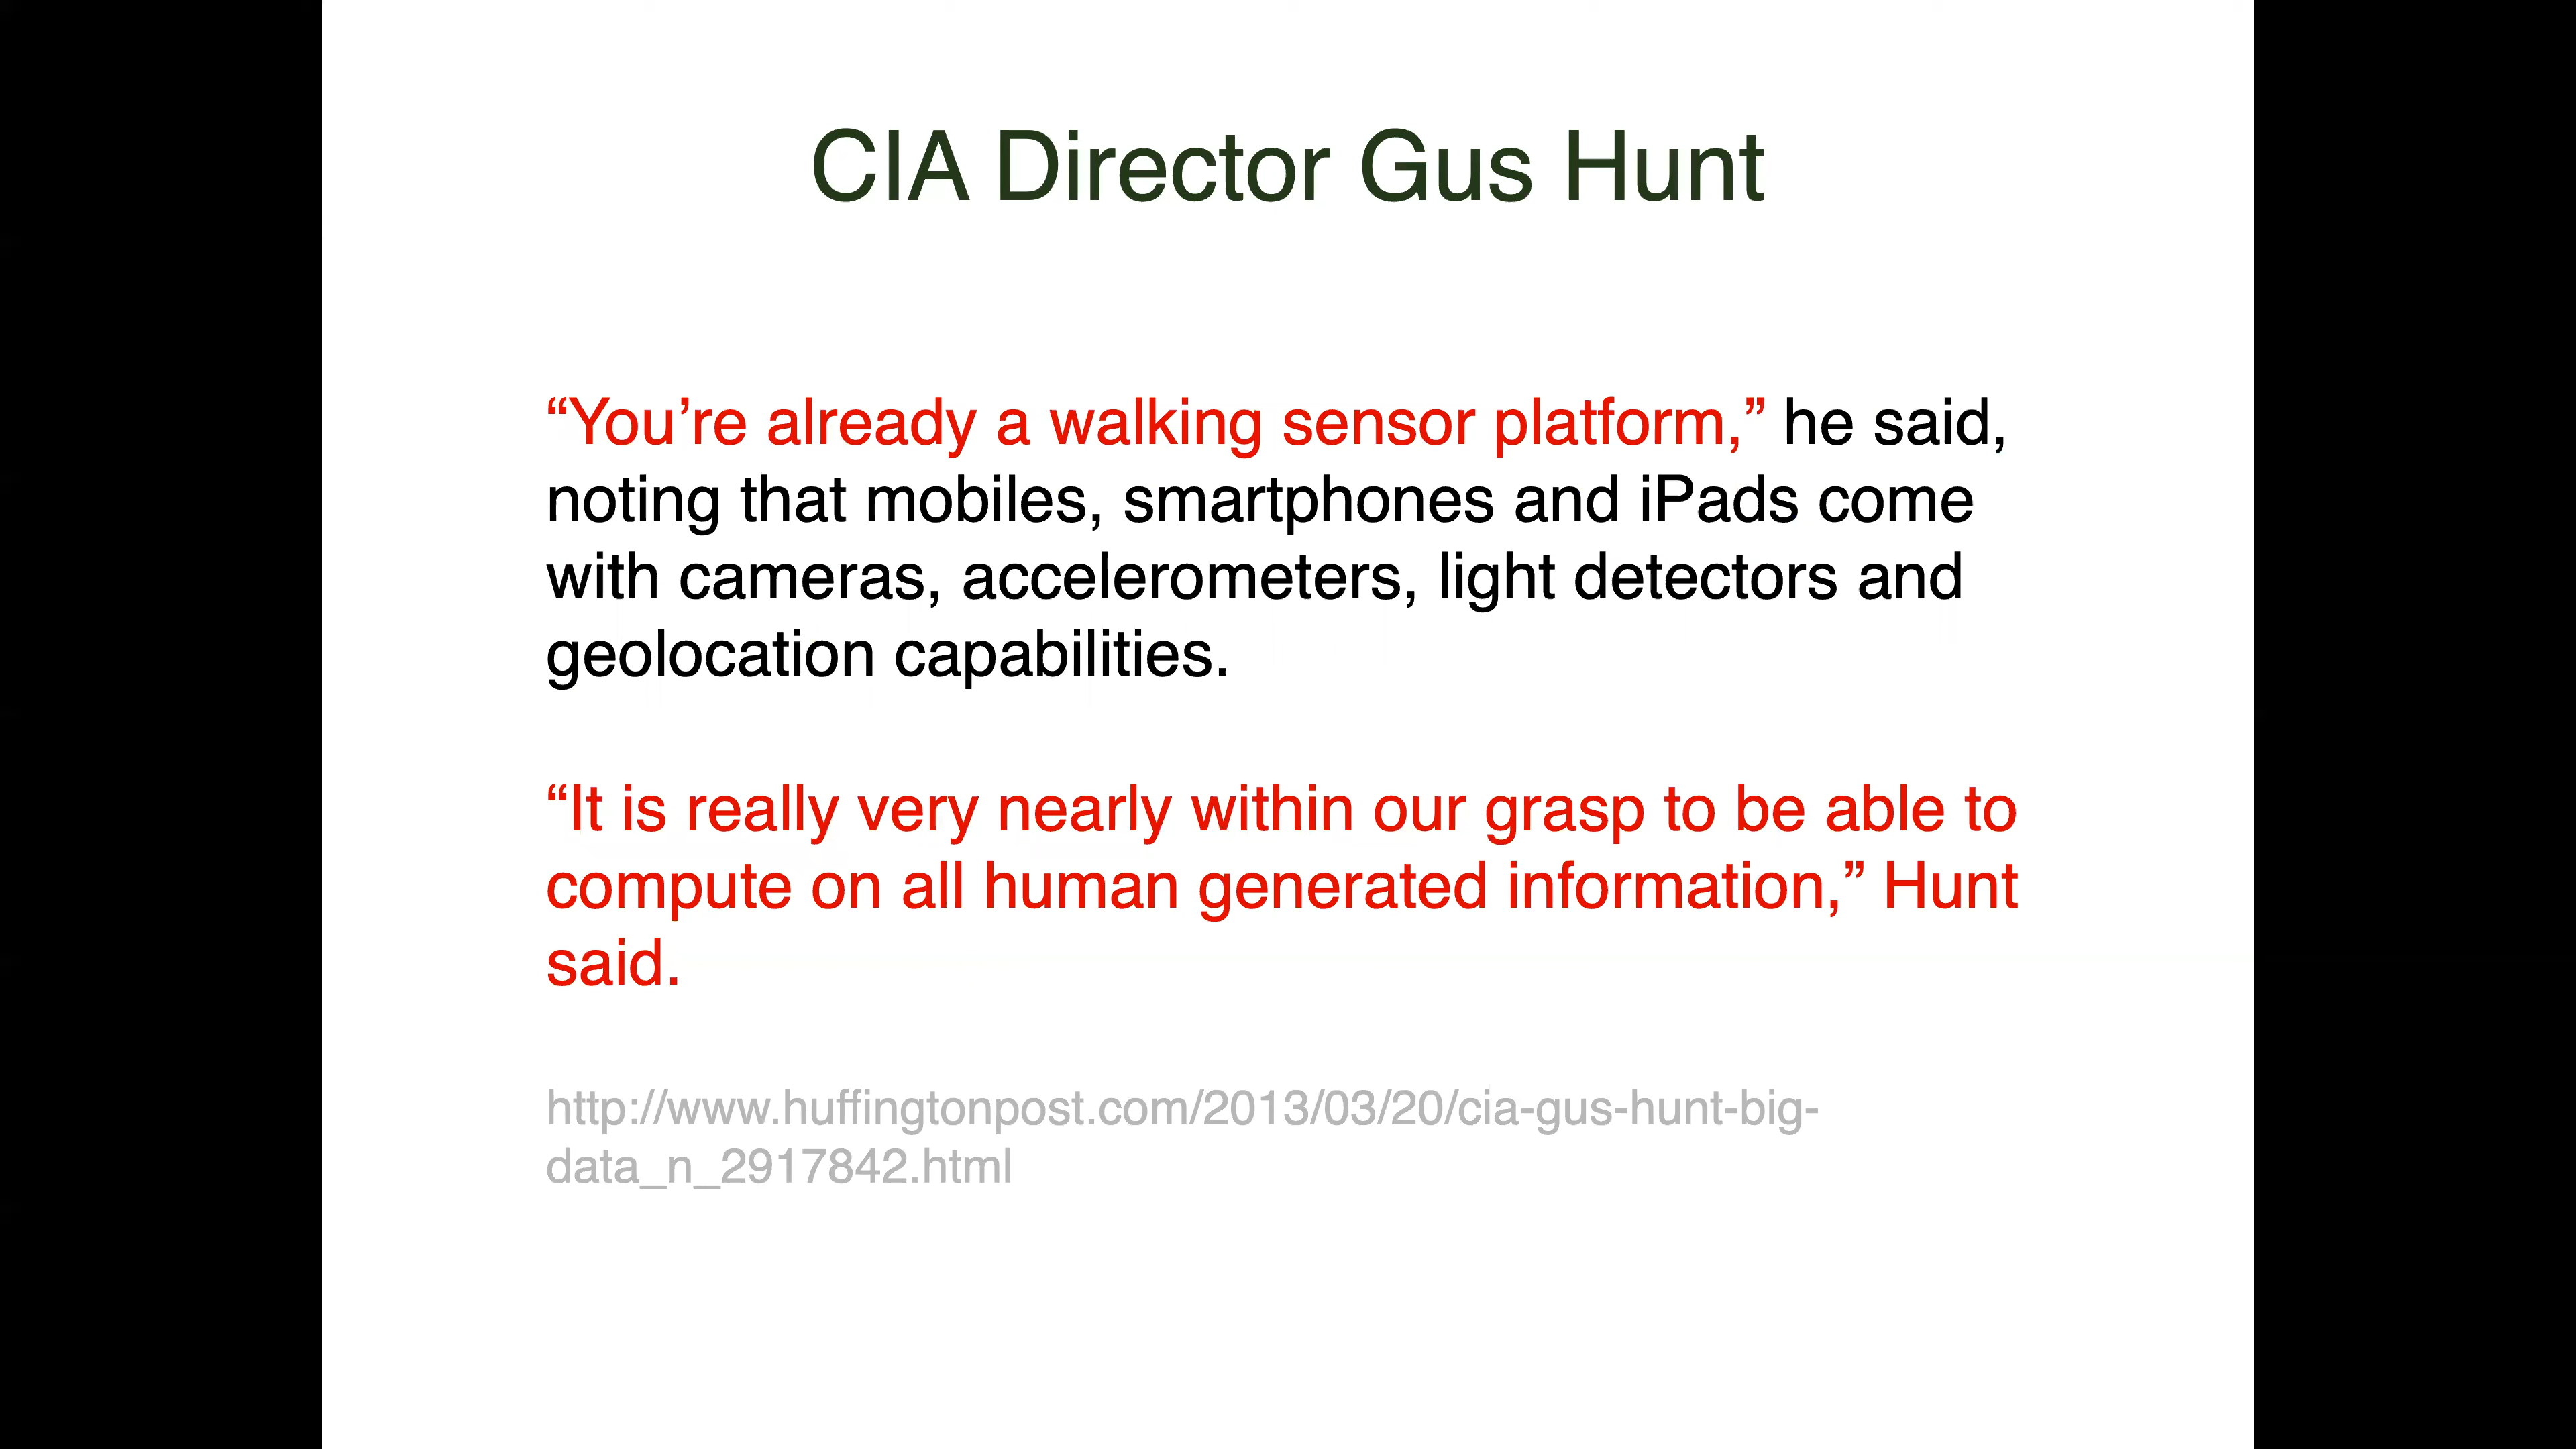 CIA Director Gus Hunt
“You’re already a walking sensor platform,” he said,
noting that mobiles, smartphones and iPads come
with cameras, accelerometers, light detectors and
geolocation capabilities.
“It is really very nearly within our grasp to be able to
compute on all human generated information,” Hunt
said.
http://www.huffingtonpost.com/2013/03/20/cia-gus-hunt-big-
data_n_2917842.html